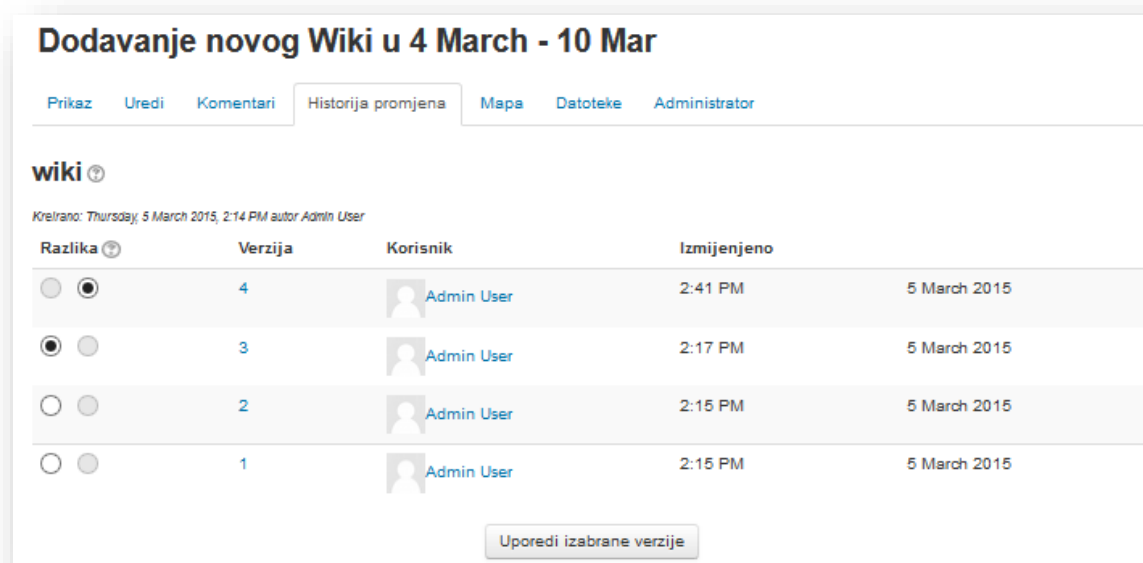 Dodavanje novog Wiki u 4 March - 10 Mar
Prikaz Uredi Komentari Historija promjena Mapa Datoteke Administrator
wiki
Kreirano: Thursday, 5 March 2015, 2:14 PM autor Admin User
Razlika Verzija Korisnik Izmijenjeno
4 Admin User 2:41 PM 5 March 2015
3 Admin User 2:17 PM 5 March 2015
2 Admin User 2:15 PM 5 March 2015
1 Admin User 2:15 PM 5 March 2015
Uporedi izabrane verzije